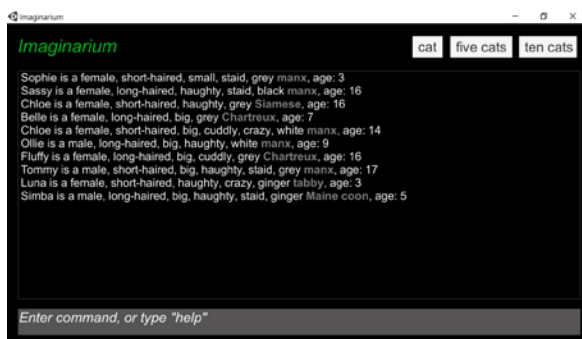 Imaginarium
Imaginarium
cat five cats ten cats
Sophie is a female, short-haired, small, staid, grey manx, age: 3
Sassy is a female, long-haired, haughty, staid, black manx, age: 16
Chloe is a female, short-haired, haughty, grey Siamese, age: 16
Belle is a female, long-haired, big, grey Chartreux, age: 7
Chloe is a female, short-haired, big, cuddly, crazy, white manx, age: 14
Ollie is a male, long-haired, big, haughty, white manx, age: 9
Fluffy is a female, long-haired, big, cuddly, grey Chartreux, age: 16
Tommy is a male, short-haired, big, haughty, staid, grey manx, age: 17
Luna is a female, short-haired, haughty, crazy, ginger tabby, age: 3
Simba is a male, long-haired, big, haughty, staid, ginger Maine coon, age: 5
Enter command, or type "help"